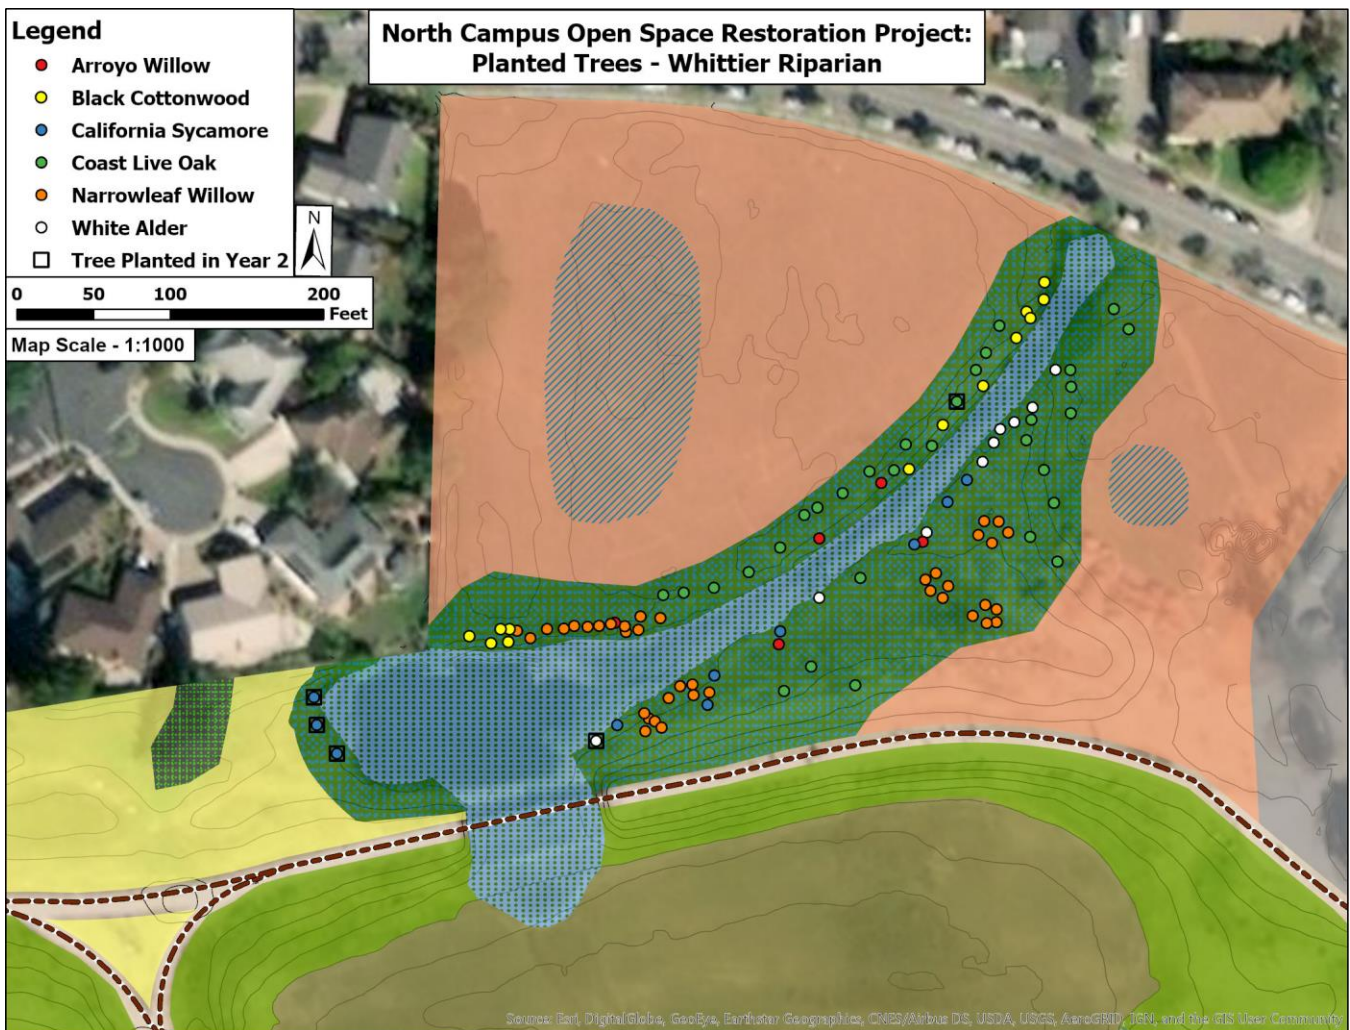 Legend
Arroyo Willow
Black Cottonwood
California Sycamore
Coast Live Oak
Narrowleaf Willow
White Alder
Tree Planted in Year 2
N
0 50 100 200
Feet
Map Scale - 1:1000
North Campus Open Space Restoration Project:
Planted Trees - Whittier Riparian
Source: Esri, DigitalGlobe, GeoEye, Earthstar Geographics, CNES/Airbus DS, USDA, USGS, AeroGRID, IGN, and the GIS User Community